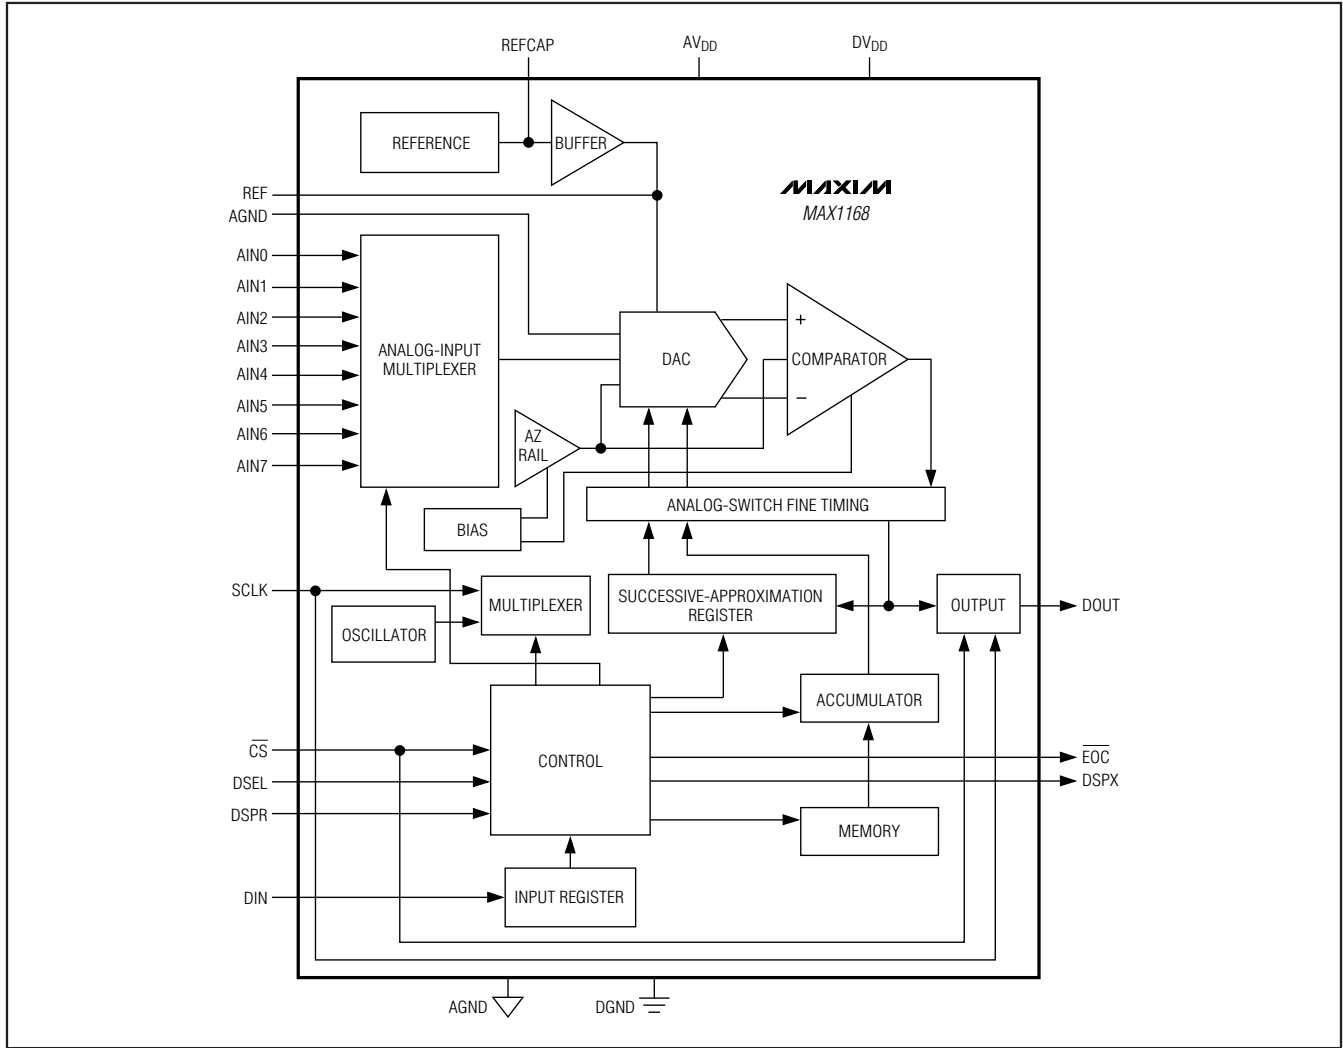 REFCAP
AVDD
DVDD
REFERENCE
BUFFER
REF
AGND
MAXIM
MAX1168
AIN0
AIN1
AIN2
AIN3
AIN4
AIN5
AIN6
AIN7
ANALOG-INPUT
MULTIPLEXER
DAC
+
COMPARATOR
−
AZ
RAIL
ANALOG-SWITCH FINE TIMING
BIAS
SCLK
MULTIPLEXER
OSCILLATOR
SUCCESSIVE-APPROXIMATION
REGISTER
OUTPUT
DOUT
ACCUMULATOR
C̅S̅
DSEL
DSPR
CONTROL
E̅O̅C̅
DSPX
MEMORY
DIN
INPUT REGISTER
AGND
DGND